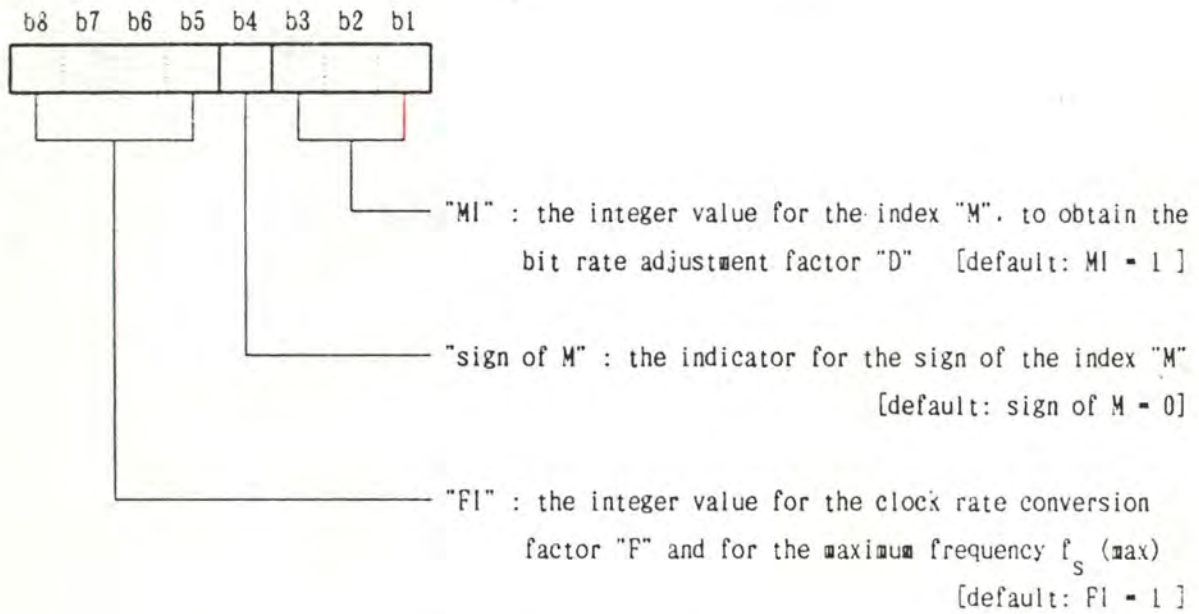 b8 b7 b6 b5 b4 b3 b2 b1
"MI" : the integer value for the index "M". to obtain the
bit rate adjustment factor "D" [default: MI = 1 ]
"sign of M" : the indicator for the sign of the index "M"
[default: sign of M = 0]
"FI" : the integer value for the clock rate conversion
factor "F" and for the maximum frequency f_s (max)
[default: FI = 1 ]